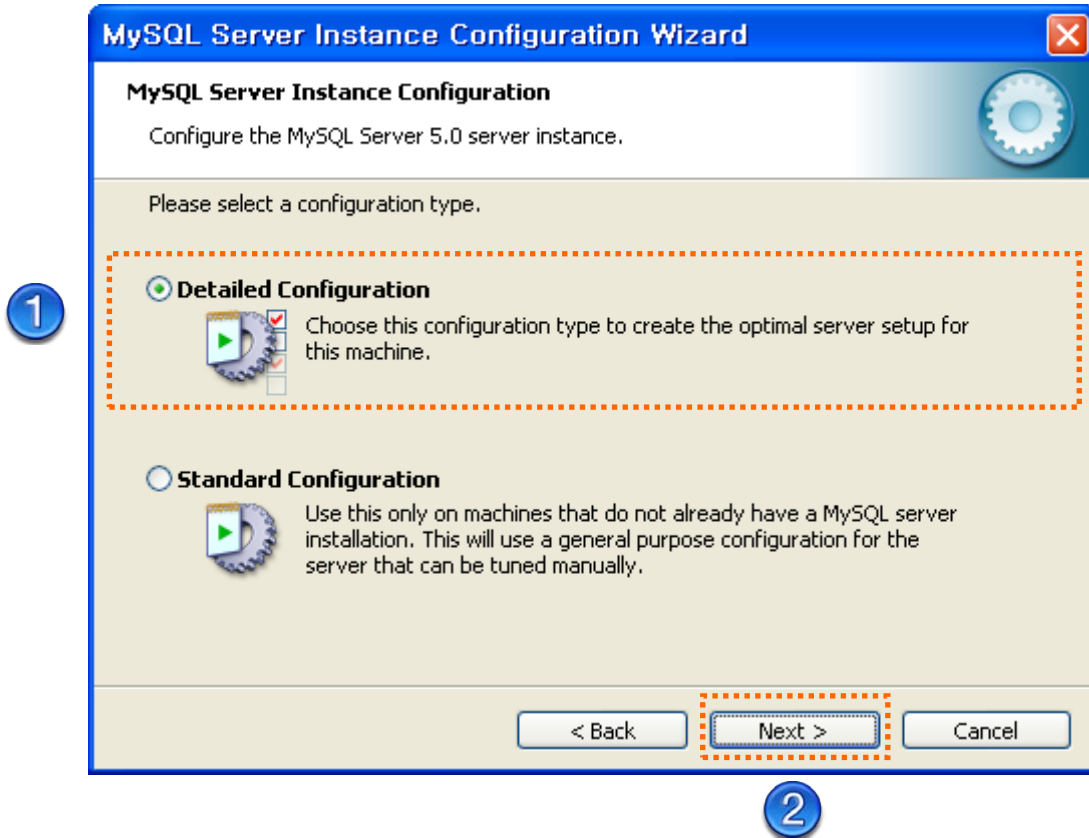 MySQL Server Instance Configuration Wizard
MySQL Server Instance Configuration
Configure the MySQL Server 5.0 server instance.
Please select a configuration type.
1
Detailed Configuration
Choose this configuration type to create the optimal server setup for
this machine.
Standard Configuration
Use this only on machines that do not already have a MySQL server
installation. This will use a general purpose configuration for the
server that can be tuned manually.
< Back Next > Cancel
2